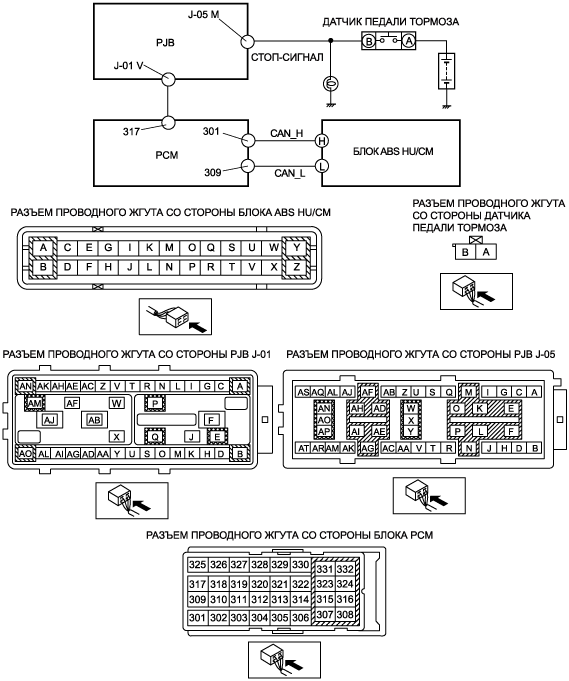 J-05 M
ДАТЧИК ПЕДАЛИ ТОРМОЗА
PJB
B A
СТОП-СИГНАЛ
J-01 V
317
301
CAN_H
H
PCM
БЛОК ABS HU/CM
309
CAN_L
L
РАЗЪЕМ ПРОВОДНОГО ЖГУТА СО СТОРОНЫ БЛОКА ABS HU/CM
A C E G I K M O Q S U W Y
B D F H J L N P R T V X Z
РАЗЪЕМ ПРОВОДНОГО ЖГУТА
СО СТОРОНЫ ДАТЧИКА
ПЕДАЛИ ТОРМОЗА
B A
РАЗЪЕМ ПРОВОДНОГО ЖГУТА СО СТОРОНЫ PJB J-01
AN AK AH AE AC Z V T R N L I G C A
AM AF W P
AJ AB F
X Q J E
AO AL AI AG AD AA Y U S O M K H D B
РАЗЪЕМ ПРОВОДНОГО ЖГУТА СО СТОРОНЫ PJB J-05
AS AQ AL AJ AF AB Z U S Q M I G C A
AN AH AD W O K E
AO X
AP AI AE Y P L F
AT AR AM AK AG AC AA V T R N J H D B
РАЗЪЕМ ПРОВОДНОГО ЖГУТА СО СТОРОНЫ БЛОКА PCM
325 326 327 328 329 330 331 332
317 318 319 320 321 322 323 324
309 310 311 312 313 314 315 316
301 302 303 304 305 306 307 308